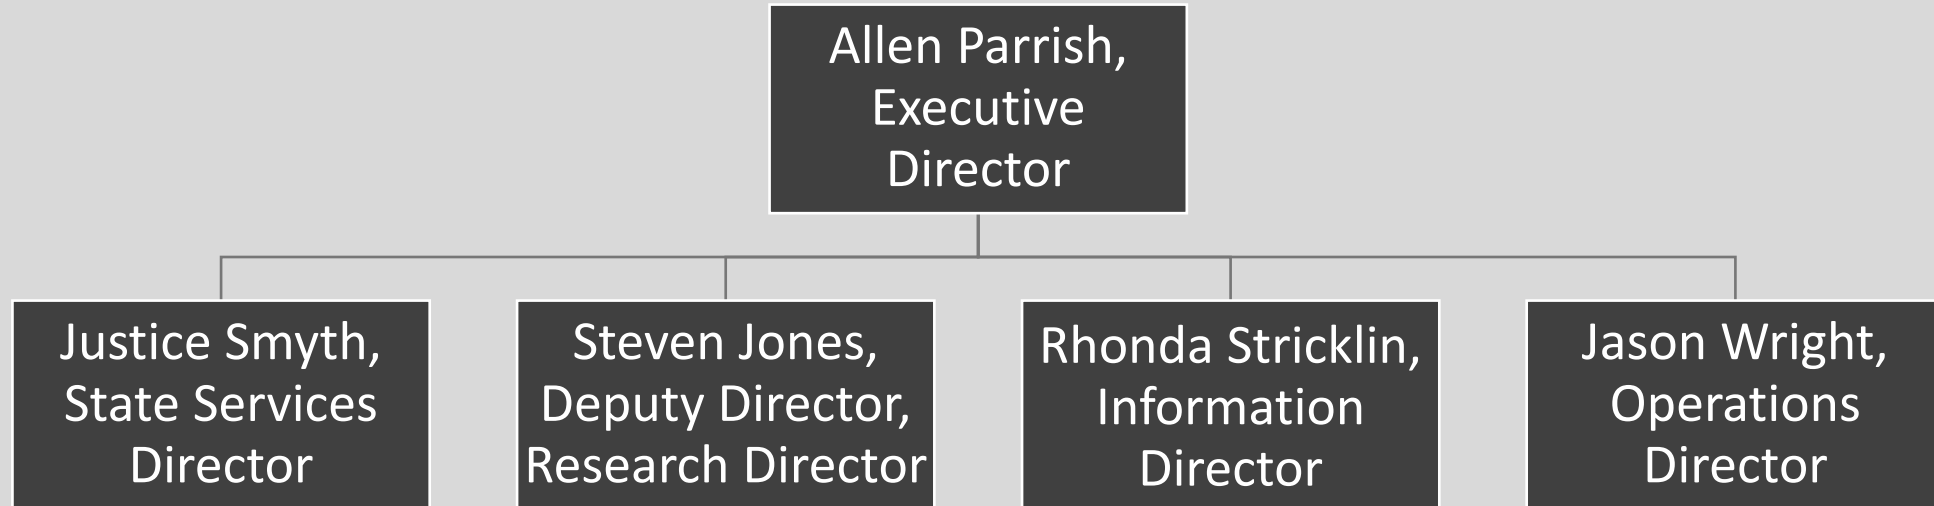 Allen Parrish,
Executive
Director
Justice Smyth,
State Services
Director
Steven Jones,
Deputy Director,
Research Director
Rhonda Stricklin,
Information
Director
Jason Wright,
Operations
Director